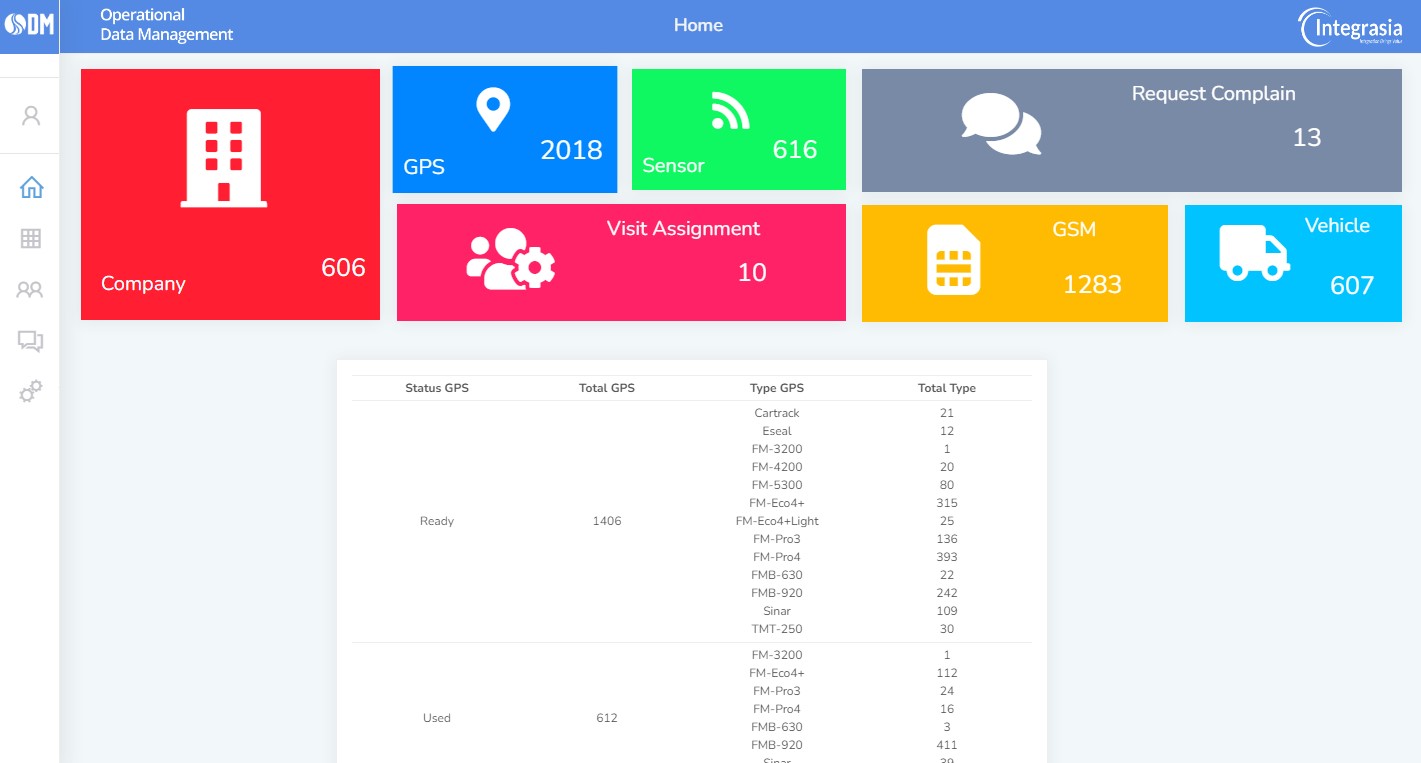 DM
Operational
Data Management
Home
Integrasia
Company
606
GPS
2018
Sensor
616
Request Complain
13
Visit Assignment
10
GSM
1283
Vehicle
607
Status GPS Total GPS Type GPS Total Type
Cartrack 21
Eseal 12
FM-3200 1
FM-4200 20
FM-5300 80
FM-Eco4+ 315
Ready 1406 FM-Eco4+Light 25
FM-Pro3 136
FM-Pro4 393
FMB-630 22
FMB-920 242
Sinar 109
TMT-250 30
FM-3200 1
FM-Eco4+ 112
FM-Pro3 24
FM-Pro4 16
Used 612
FMB-630 3
FMB-920 411
Sinar 39